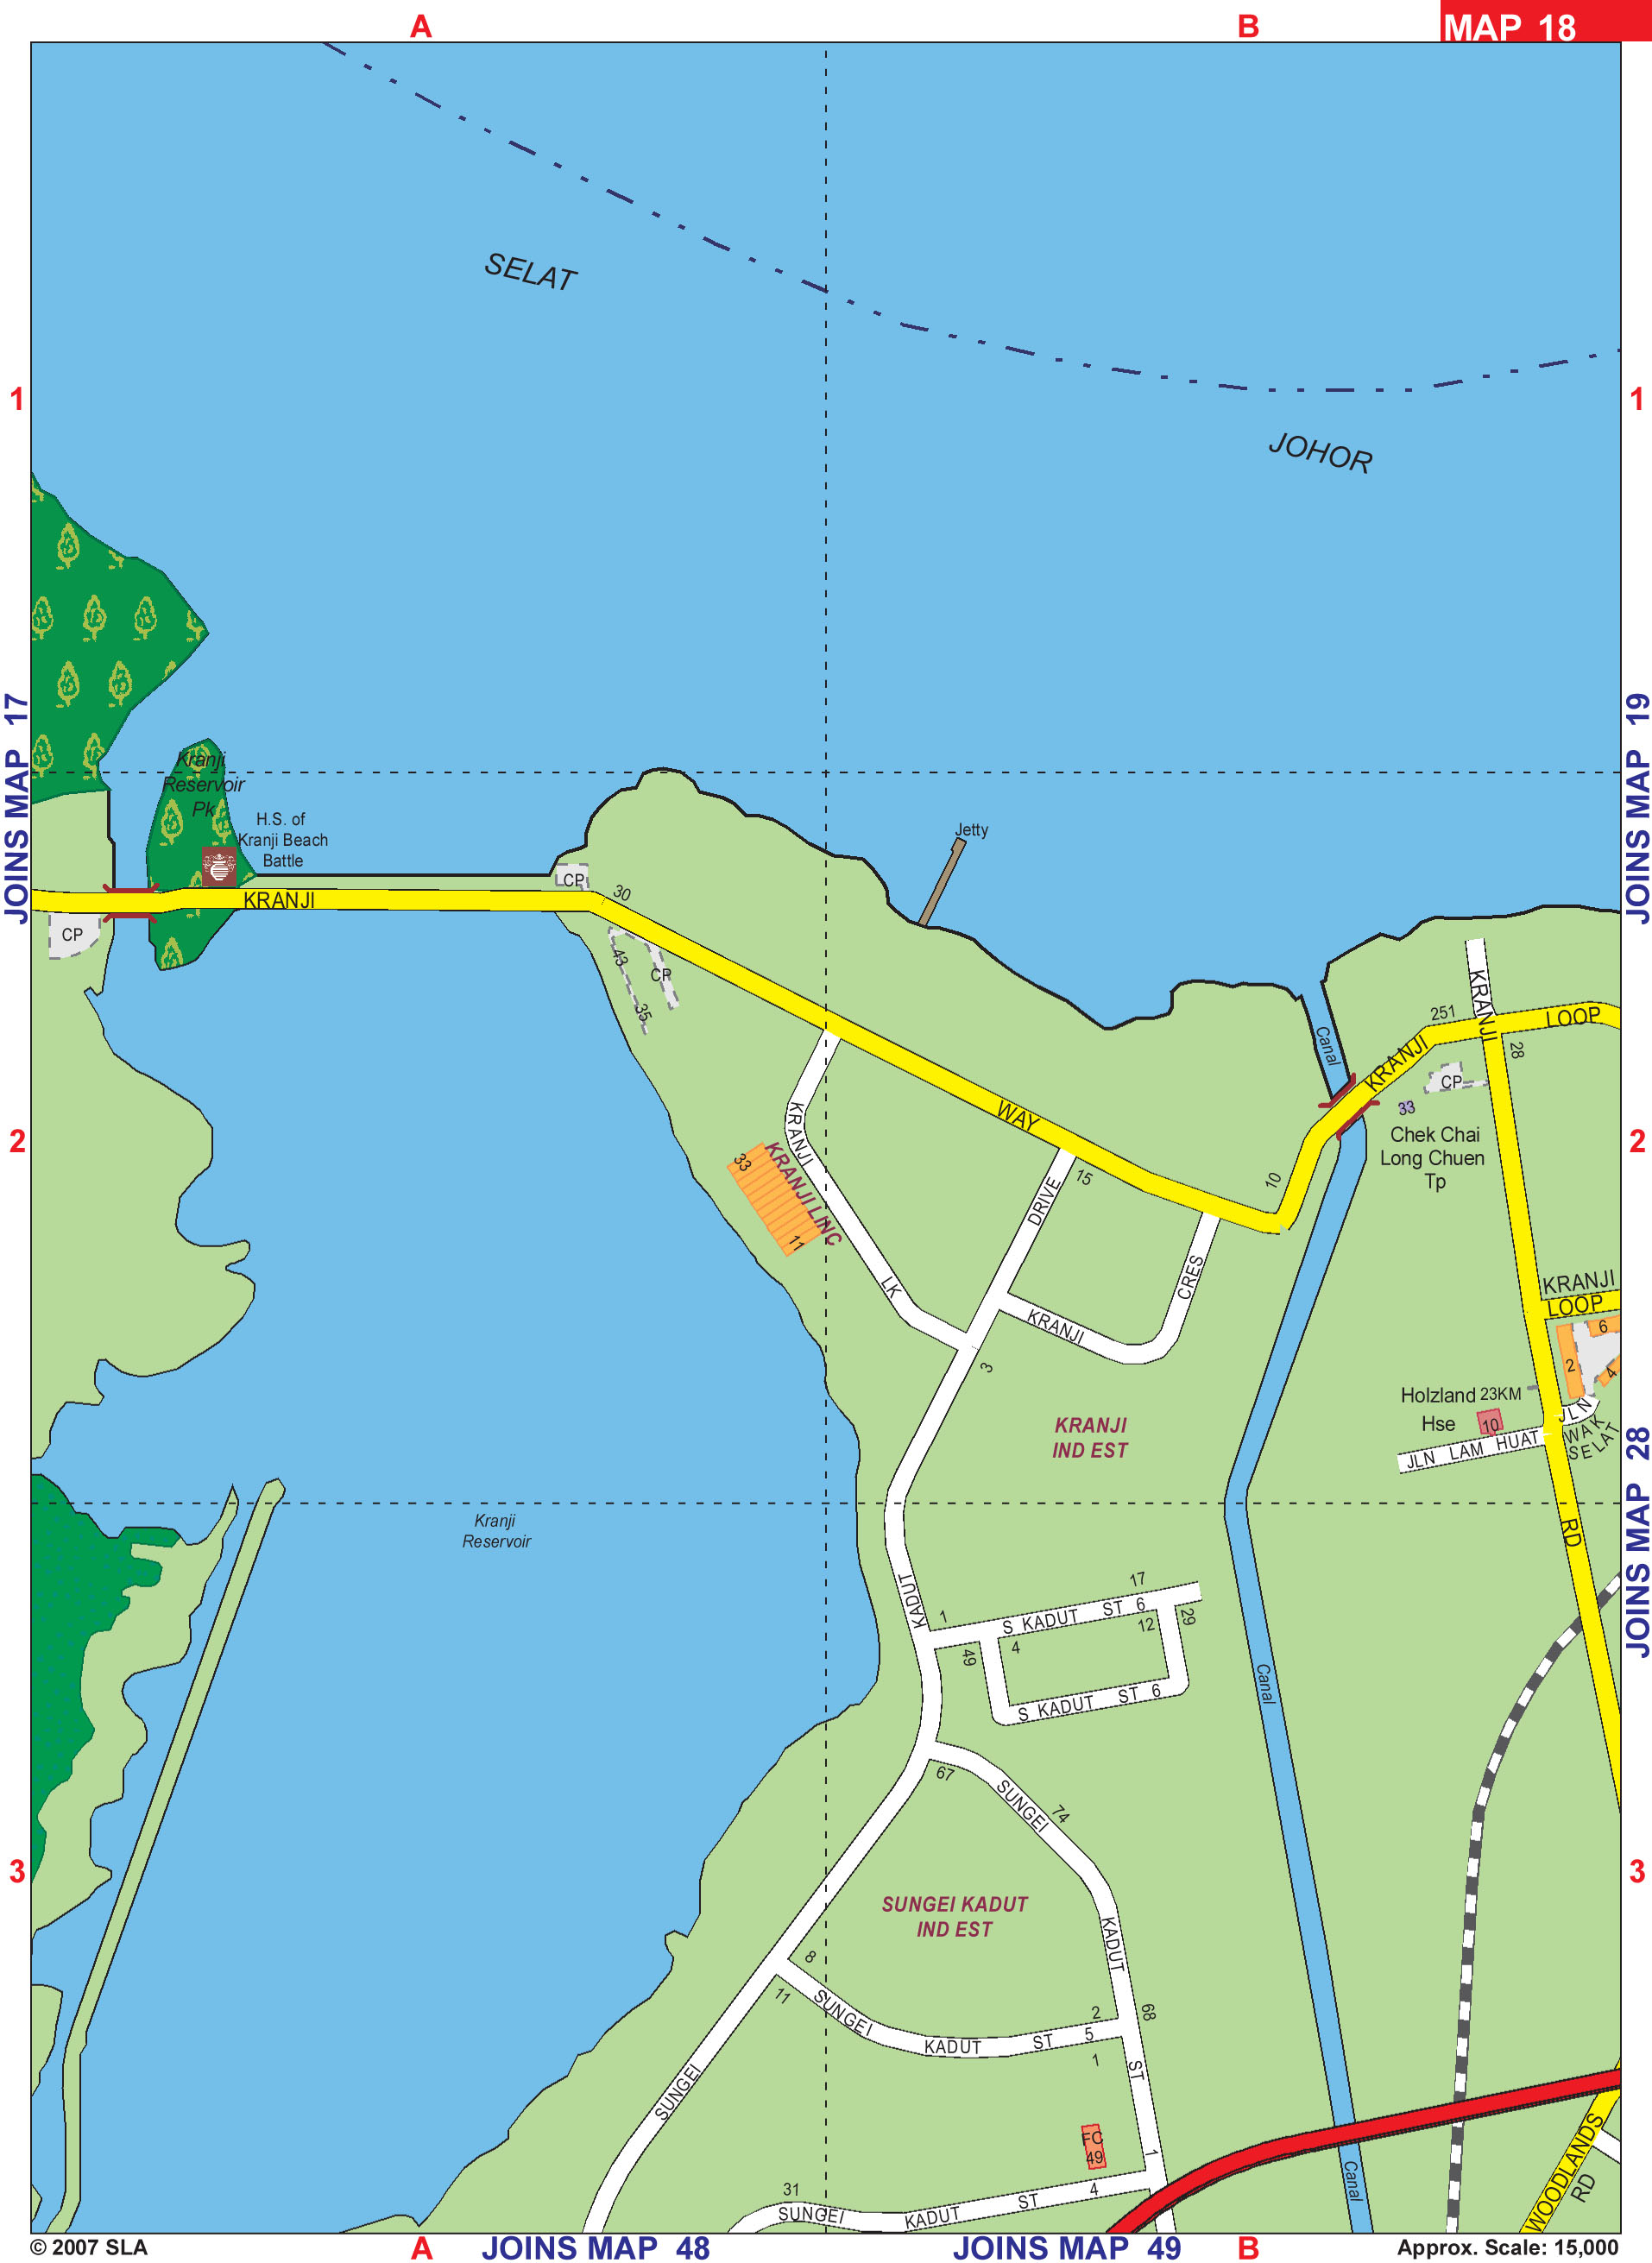 A
B
MAP 18
SELAT
1
1
JOHOR
JOINS MAP 17
JOINS MAP 19
Kranji
Reservoir
Pk
H.S. of
Kranji Beach
Battle
Jetty
CP
30
KRANJI
CP
43
CP
35
KRANJI
251
LOOP
Canal
KRANJI
28
CP
33
WAY
KRANJI
2
2
Chek Chai
Long Chuen
Tp
33
KRANJI LINC
11
15
10
DRIVE
CRES
LK
KRANJI
3
KRANJI
LOOP
6
2
4
Holzland 23KM
Hse
10
JLN
WAK
SELAT
JLN LAM HUAT
KRANJI
IND EST
JOINS MAP 28
Kranji
Reservoir
RD
KADUT
17
1
S KADUT ST 6
12
29
49
4
S KADUT ST 6
Canal
67
SUNGEI
74
3
3
SUNGEI KADUT
IND EST
KADUT
8
11
SUNGEI
2
68
KADUT
ST
5
1
ST
SUNGEI
FC
49
1
WOODLANDS
RD
Canal
31
4
SUNGEI
KADUT
ST
© 2007 SLA
A
JOINS MAP 48
JOINS MAP 49
B
Approx. Scale: 15,000